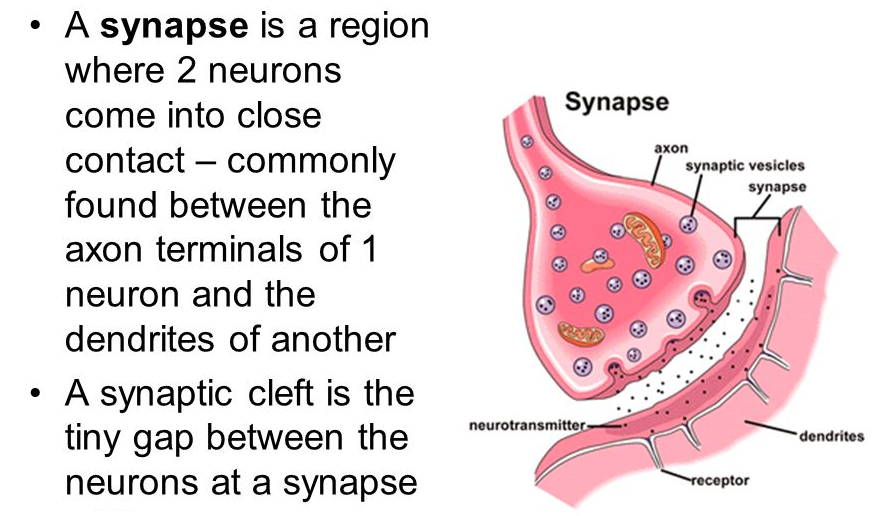 • A synapse is a region
where 2 neurons
come into close
contact – commonly
found between the
axon terminals of 1
neuron and the
dendrites of another
• A synaptic cleft is the
tiny gap between the
neurons at a synapse
Synapse
axon
synaptic vesicles
synapse
neurotransmitter
dendrites
receptor